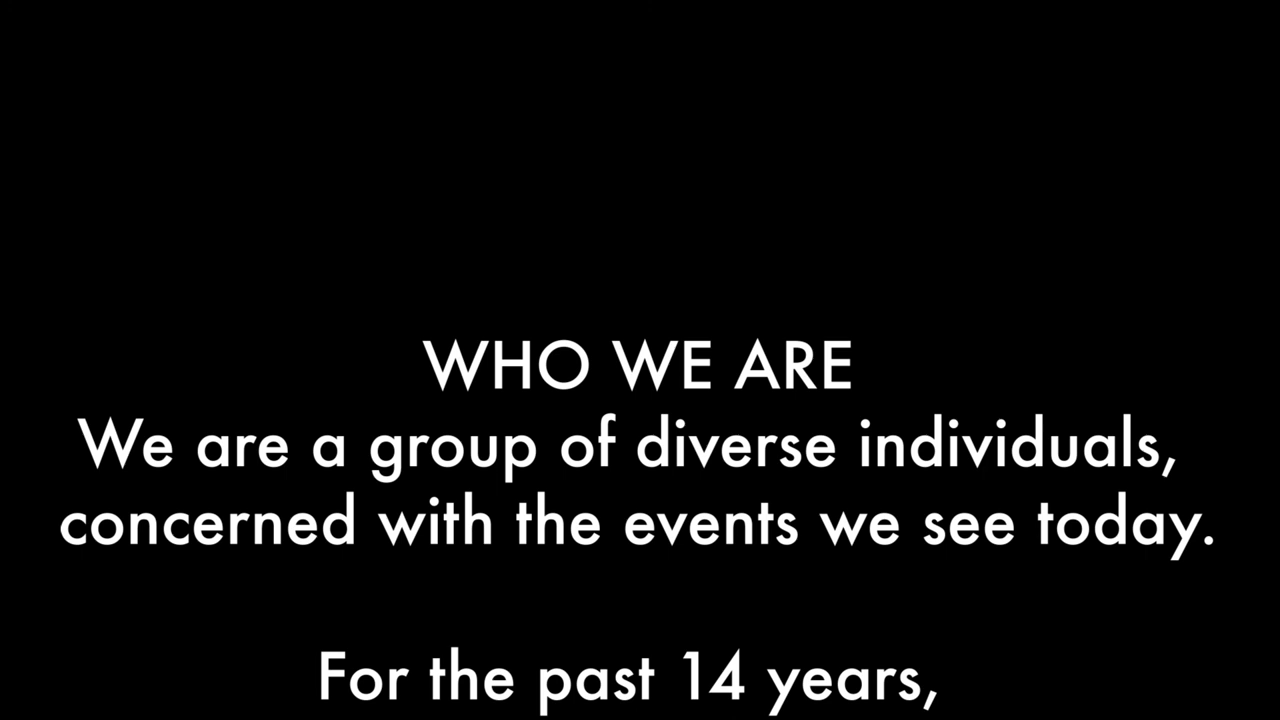 WHO WE ARE
We are a group of diverse individuals,
concerned with the events we see today.
For the past 14 years,